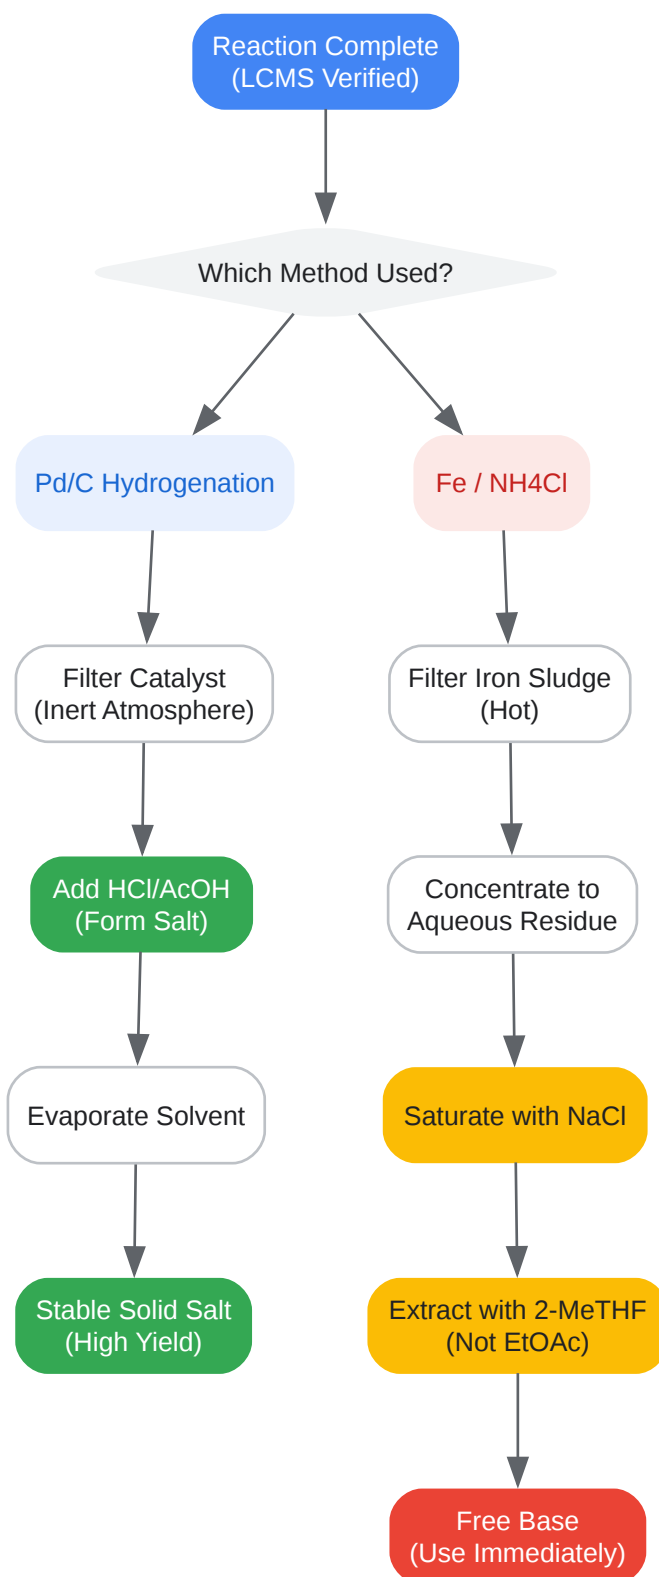 Reaction Complete
(LCMS Verified)
Which Method Used?
Pd/C Hydrogenation
Fe / NH4Cl
Filter Catalyst
(Inert Atmosphere)
Filter Iron Sludge
(Hot)
Add HCl/AcOH
(Form Salt)
Concentrate to
Aqueous Residue
Evaporate Solvent
Saturate with NaCl
Stable Solid Salt
(High Yield)
Extract with 2-MeTHF
(Not EtOAc)
Free Base
(Use Immediately)